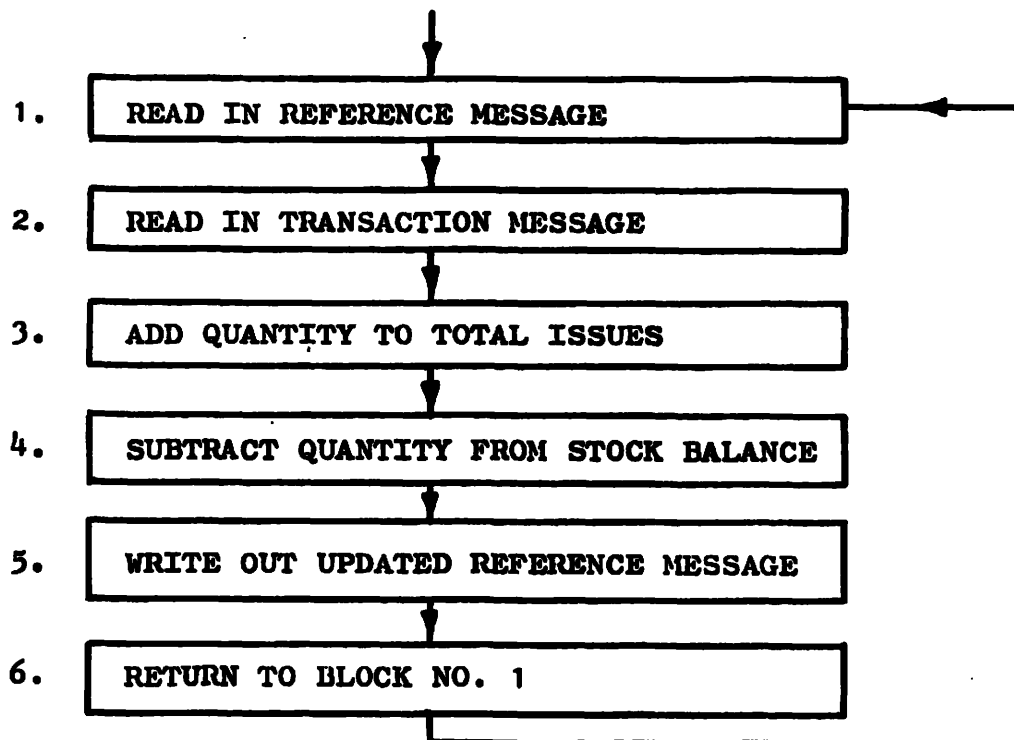 1. READ IN REFERENCE MESSAGE
2. READ IN TRANSACTION MESSAGE
3. ADD QUANTITY TO TOTAL ISSUES
4. SUBTRACT QUANTITY FROM STOCK BALANCE
5. WRITE OUT UPDATED REFERENCE MESSAGE
6. RETURN TO BLOCK NO. 1